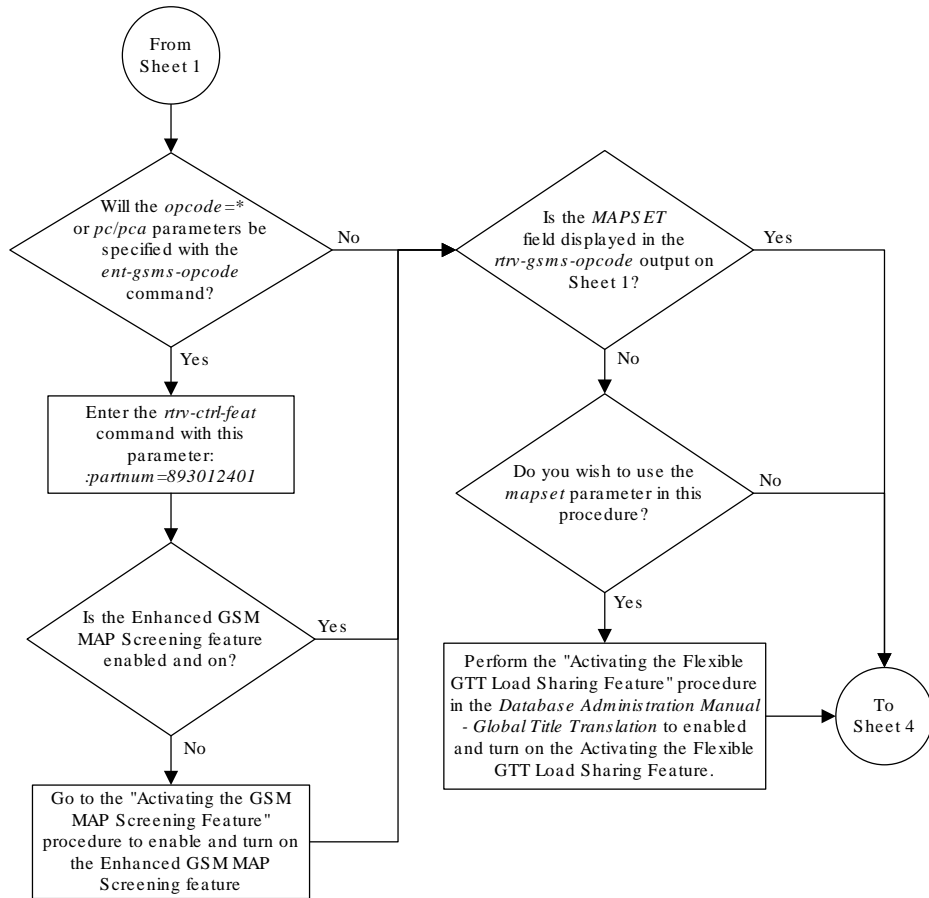 From
Sheet 1
Will the opcode=*
or pc/pca parameters be
specified with the
ent-gsms-opcode
command?
No
Yes
Enter the rtrv-ctrl-feat
command with this
parameter:
:partnum=893012401
Is the Enhanced GSM
MAP Screening feature
enabled and on?
Yes
No
Go to the "Activating the GSM
MAP Screening Feature"
procedure to enable and turn on
the Enhanced GSM MAP
Screening feature
Is the MAPSET
field displayed in the
rtrv-gsms-opcode output on
Sheet 1?
Yes
No
Do you wish to use the
mapset parameter in this
procedure?
No
Yes
Perform the "Activating the Flexible
GTT Load Sharing Feature" procedure
in the Database Administration Manual
- Global Title Translation to enabled
and turn on the Activating the Flexible
GTT Load Sharing Feature.
To
Sheet 4